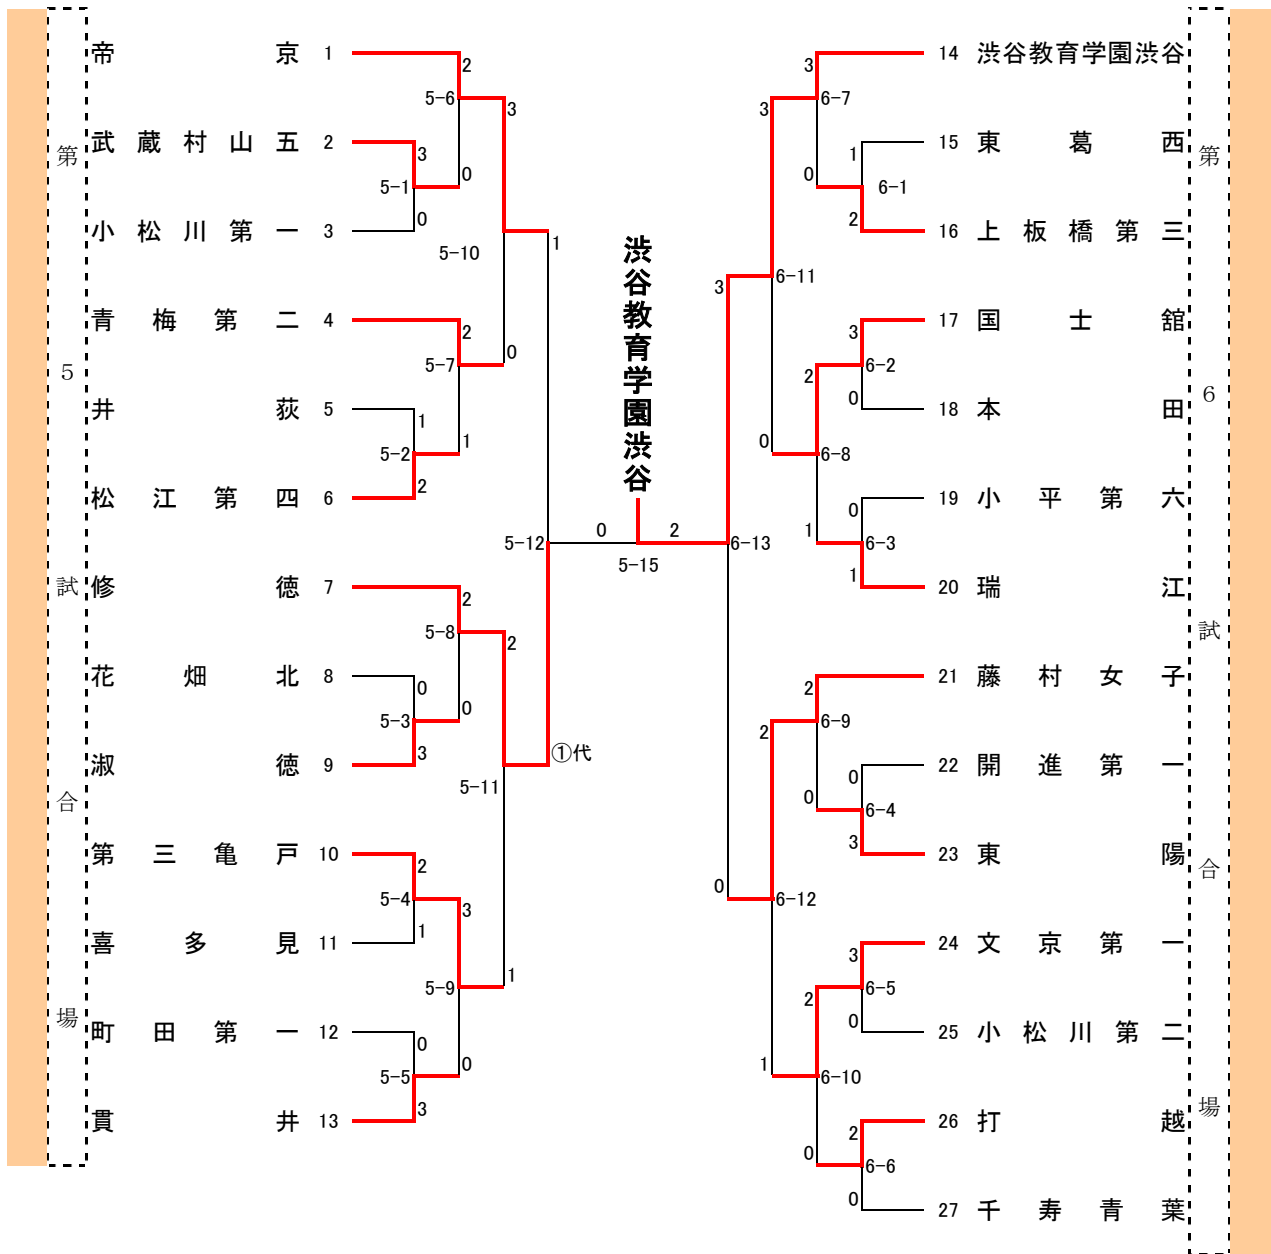 第5試合場
帝京 1
武蔵村山五 2
小松川第一 3
青梅第二 4
井荻 5
松江第四 6
修徳 7
花畑北 8
淑徳 9
第三亀戸 10
喜多見 11
町田第一 12
貫井 13
2
5-6
0
3
5-1
0
3
5-10
0
2
5-7
1
1
5-2
2
1
5-12
①代
2
5-8
0
0
5-3
3
2
5-11
1
2
5-4
1
3
5-9
0
0
5-5
3
渋谷教育学園渋谷
0
2
5-15
3
6-13
0
3
6-11
0
3
6-7
0
1
6-1
2
3
6-2
0
2
6-8
1
0
6-3
1
2
6-12
1
2
6-9
0
0
6-4
3
3
6-5
0
2
6-10
0
2
6-6
0
14 渋谷教育学園渋谷
15 東葛西
16 上板橋第三
17 国士舘
18 本田
19 小平第六
20 瑞江
21 藤村女子
22 開進第一
23 東陽
24 文京第一
25 小松川第二
26 打越
27 千寿青葉
第6試合場